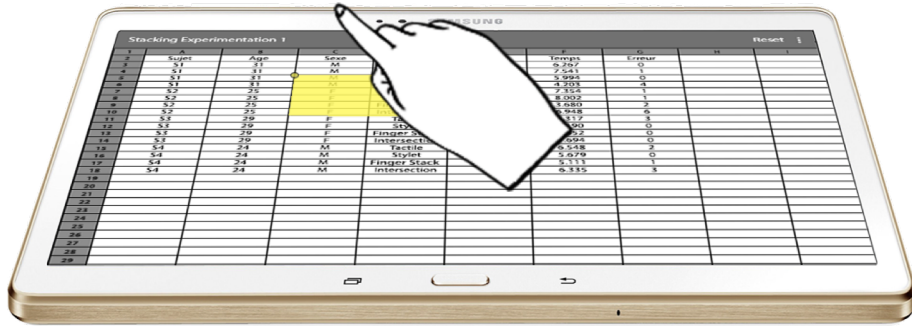 SUNG
Stacking Experimentation 1 Reset
1 A B C F G H I
2 Sujet Age Sexe Temps Erreur
3 S1 31 M 6.267 0
4 S1 31 M 7.541 1
5 S1 31 M 5.994 0
6 S1 31 4.203 4
7 S2 25 F 7.354 1
8 S2 25 F 8.002 1
9 S2 25 F 3.680 2
10 S2 25 F .948 6
11 S3 29 F .317 3
12 S3 29 F 0
13 S3 29 F Finger 0
14 S3 29 F .694 0
15 S4 24 M Tactile 6.548 2
16 S4 24 M Stylet 5.679 0
17 S4 24 M Finger Stack 5.111 1
18 S4 24 M Intersection 6.335 3
19
20
21
22
23
24
25
26
27
28
29